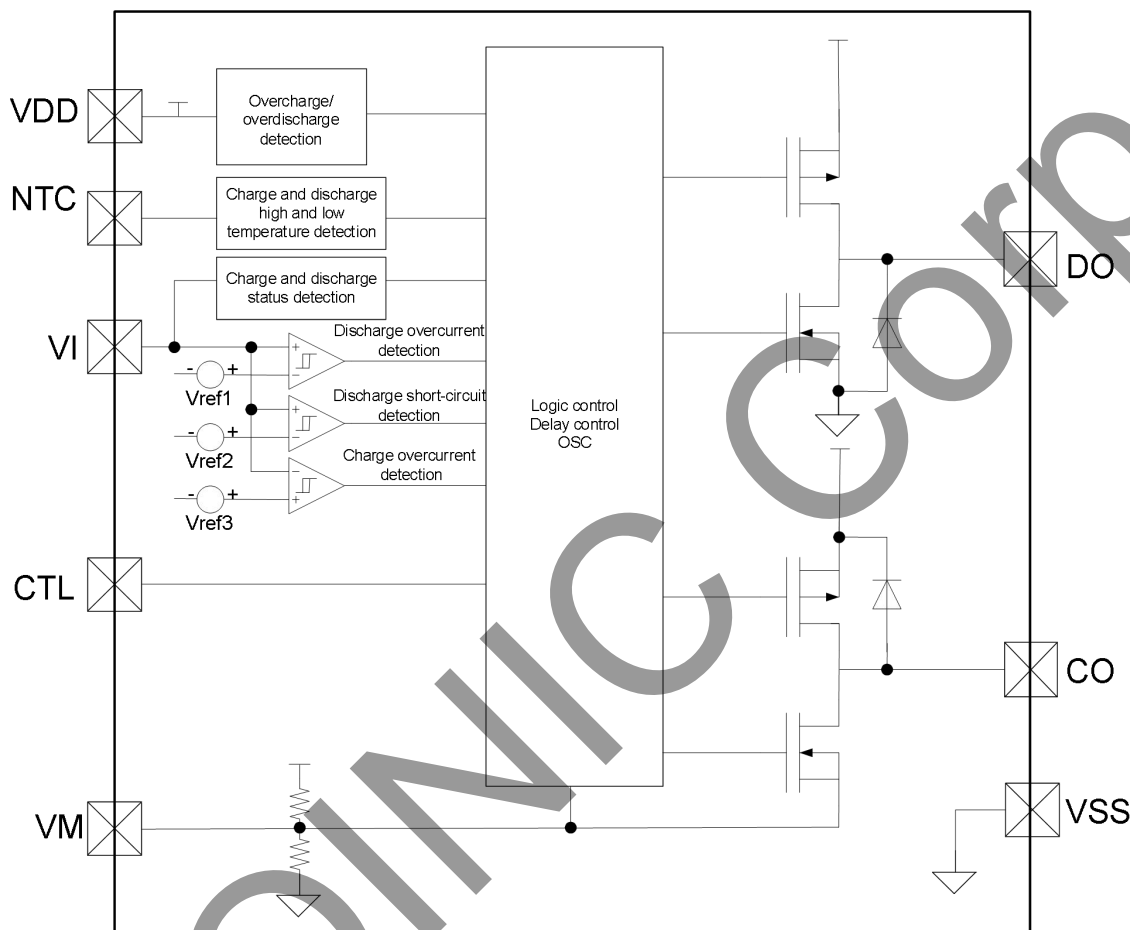 VDD
Overcharge/
overdischarge
detection
NTC
Charge and discharge
high and low
temperature detection
Charge and discharge
status detection
VI
Discharge overcurrent
detection
+
-
- +
Vref1
Discharge short-circuit
detection
+
-
- +
Vref2
Charge overcurrent
detection
-
+
- +
Vref3
Logic control
Delay control
OSC
CTL
VM
DO
CO
VSS
ONIC Corp